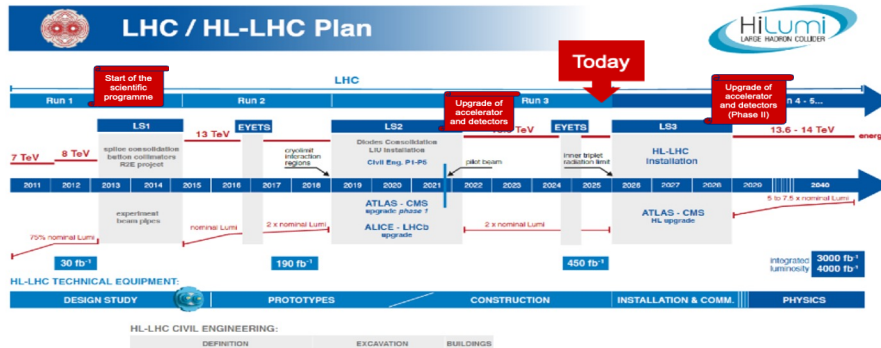 LHC / HL-LHC Plan
HiLumi
LARGE HADRON COLLIDER
Today
LHC
Start of the
scientific
programme
Upgrade of
accelerator
and detectors
Upgrade of
accelerator
and detectors
(Phase II)
Run 1
Run 2
Run 3
n 4 - 5...
LS1
EYETS
LS2
EYETS
LS3
7 TeV
8 TeV
13 TeV
13.6 - 14 TeV
energ
splice consolidation
button collimators
R2E project
cryolimit
interaction
regions
Diodes Consolidation
LIU Installation
Civil Eng. P1-P5
pilot beam
inner triplet
radiation limit
HL-LHC
installation
2011 2012 2013 2014 2015 2016 2017 2018 2019 2020 2021 2022 2023 2024 2025 2026 2027 2028 2029 2040
experiment
beam pipes
ATLAS - CMS
upgrade phase 1
ALICE - LHCb
upgrade
ATLAS - CMS
HL upgrade
5 to 7.5 x nominal Lumi
75% nominal Lumi
nominal Lumi
2 x nominal Lumi
2 x nominal Lumi
30 fb⁻¹
190 fb⁻¹
450 fb⁻¹
integrated
luminosity
3000 fb⁻¹
4000 fb⁻¹
HL-LHC TECHNICAL EQUIPMENT:
DESIGN STUDY
PROTOTYPES
CONSTRUCTION
INSTALLATION & COMM.
PHYSICS
HL-LHC CIVIL ENGINEERING:
DEFINITION
EXCAVATION
BUILDINGS